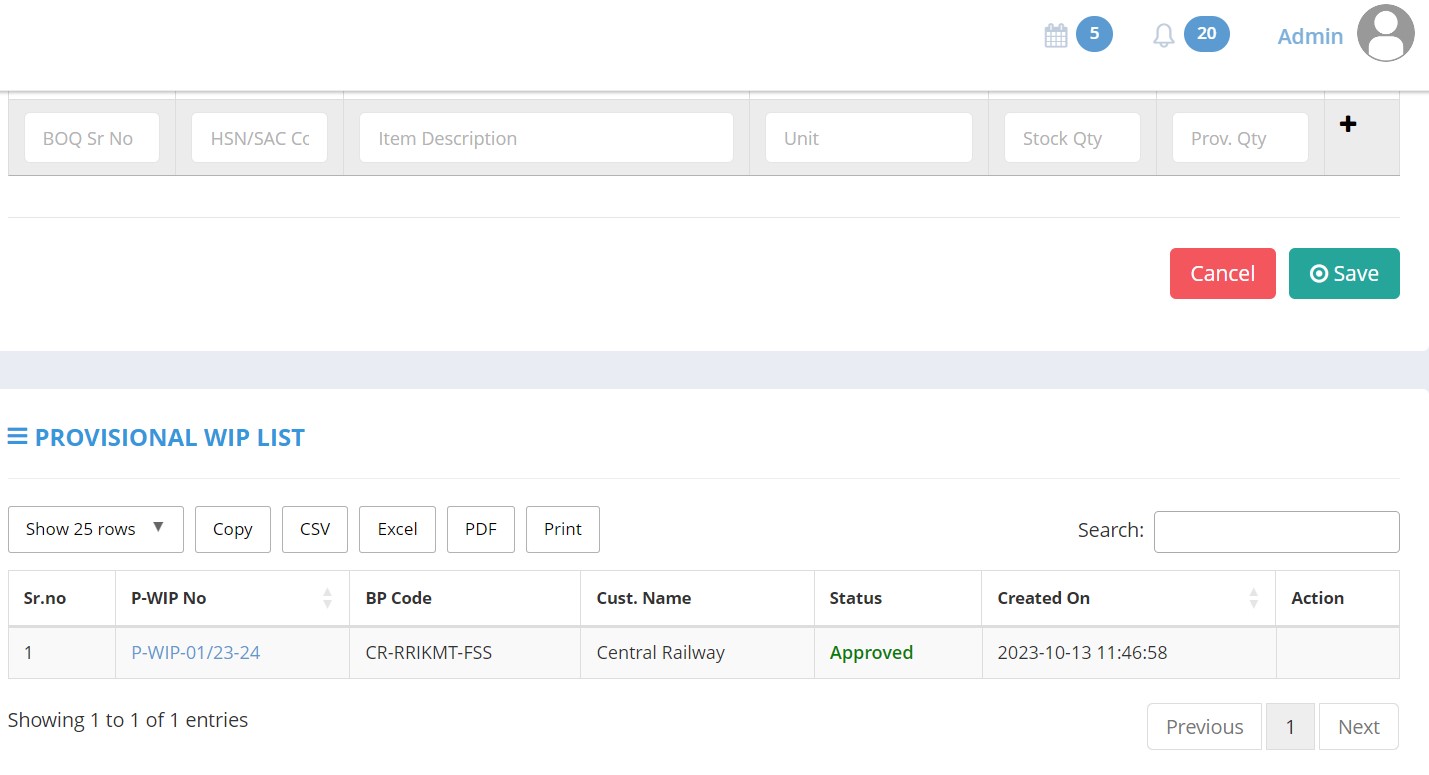 5 20 Admin
BOQ Sr No HSN/SAC Cc Item Description Unit Stock Qty Prov. Qty
Cancel Save
PROVISIONAL WIP LIST
Show 25 rows Copy CSV Excel PDF Print Search:
Sr.no P-WIP No BP Code Cust. Name Status Created On Action
1 P-WIP-01/23-24 CR-RRIKMT-FSS Central Railway Approved 2023-10-13 11:46:58
Showing 1 to 1 of 1 entries
Previous 1 Next